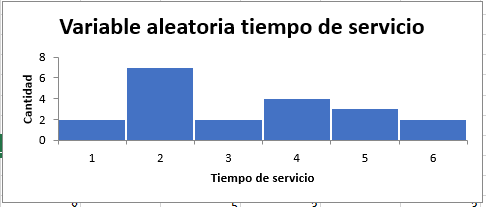 Variable aleatoria tiempo de servicio
Cantidad
8
6
4
2
0
1 2 3 4 5 6
Tiempo de servicio